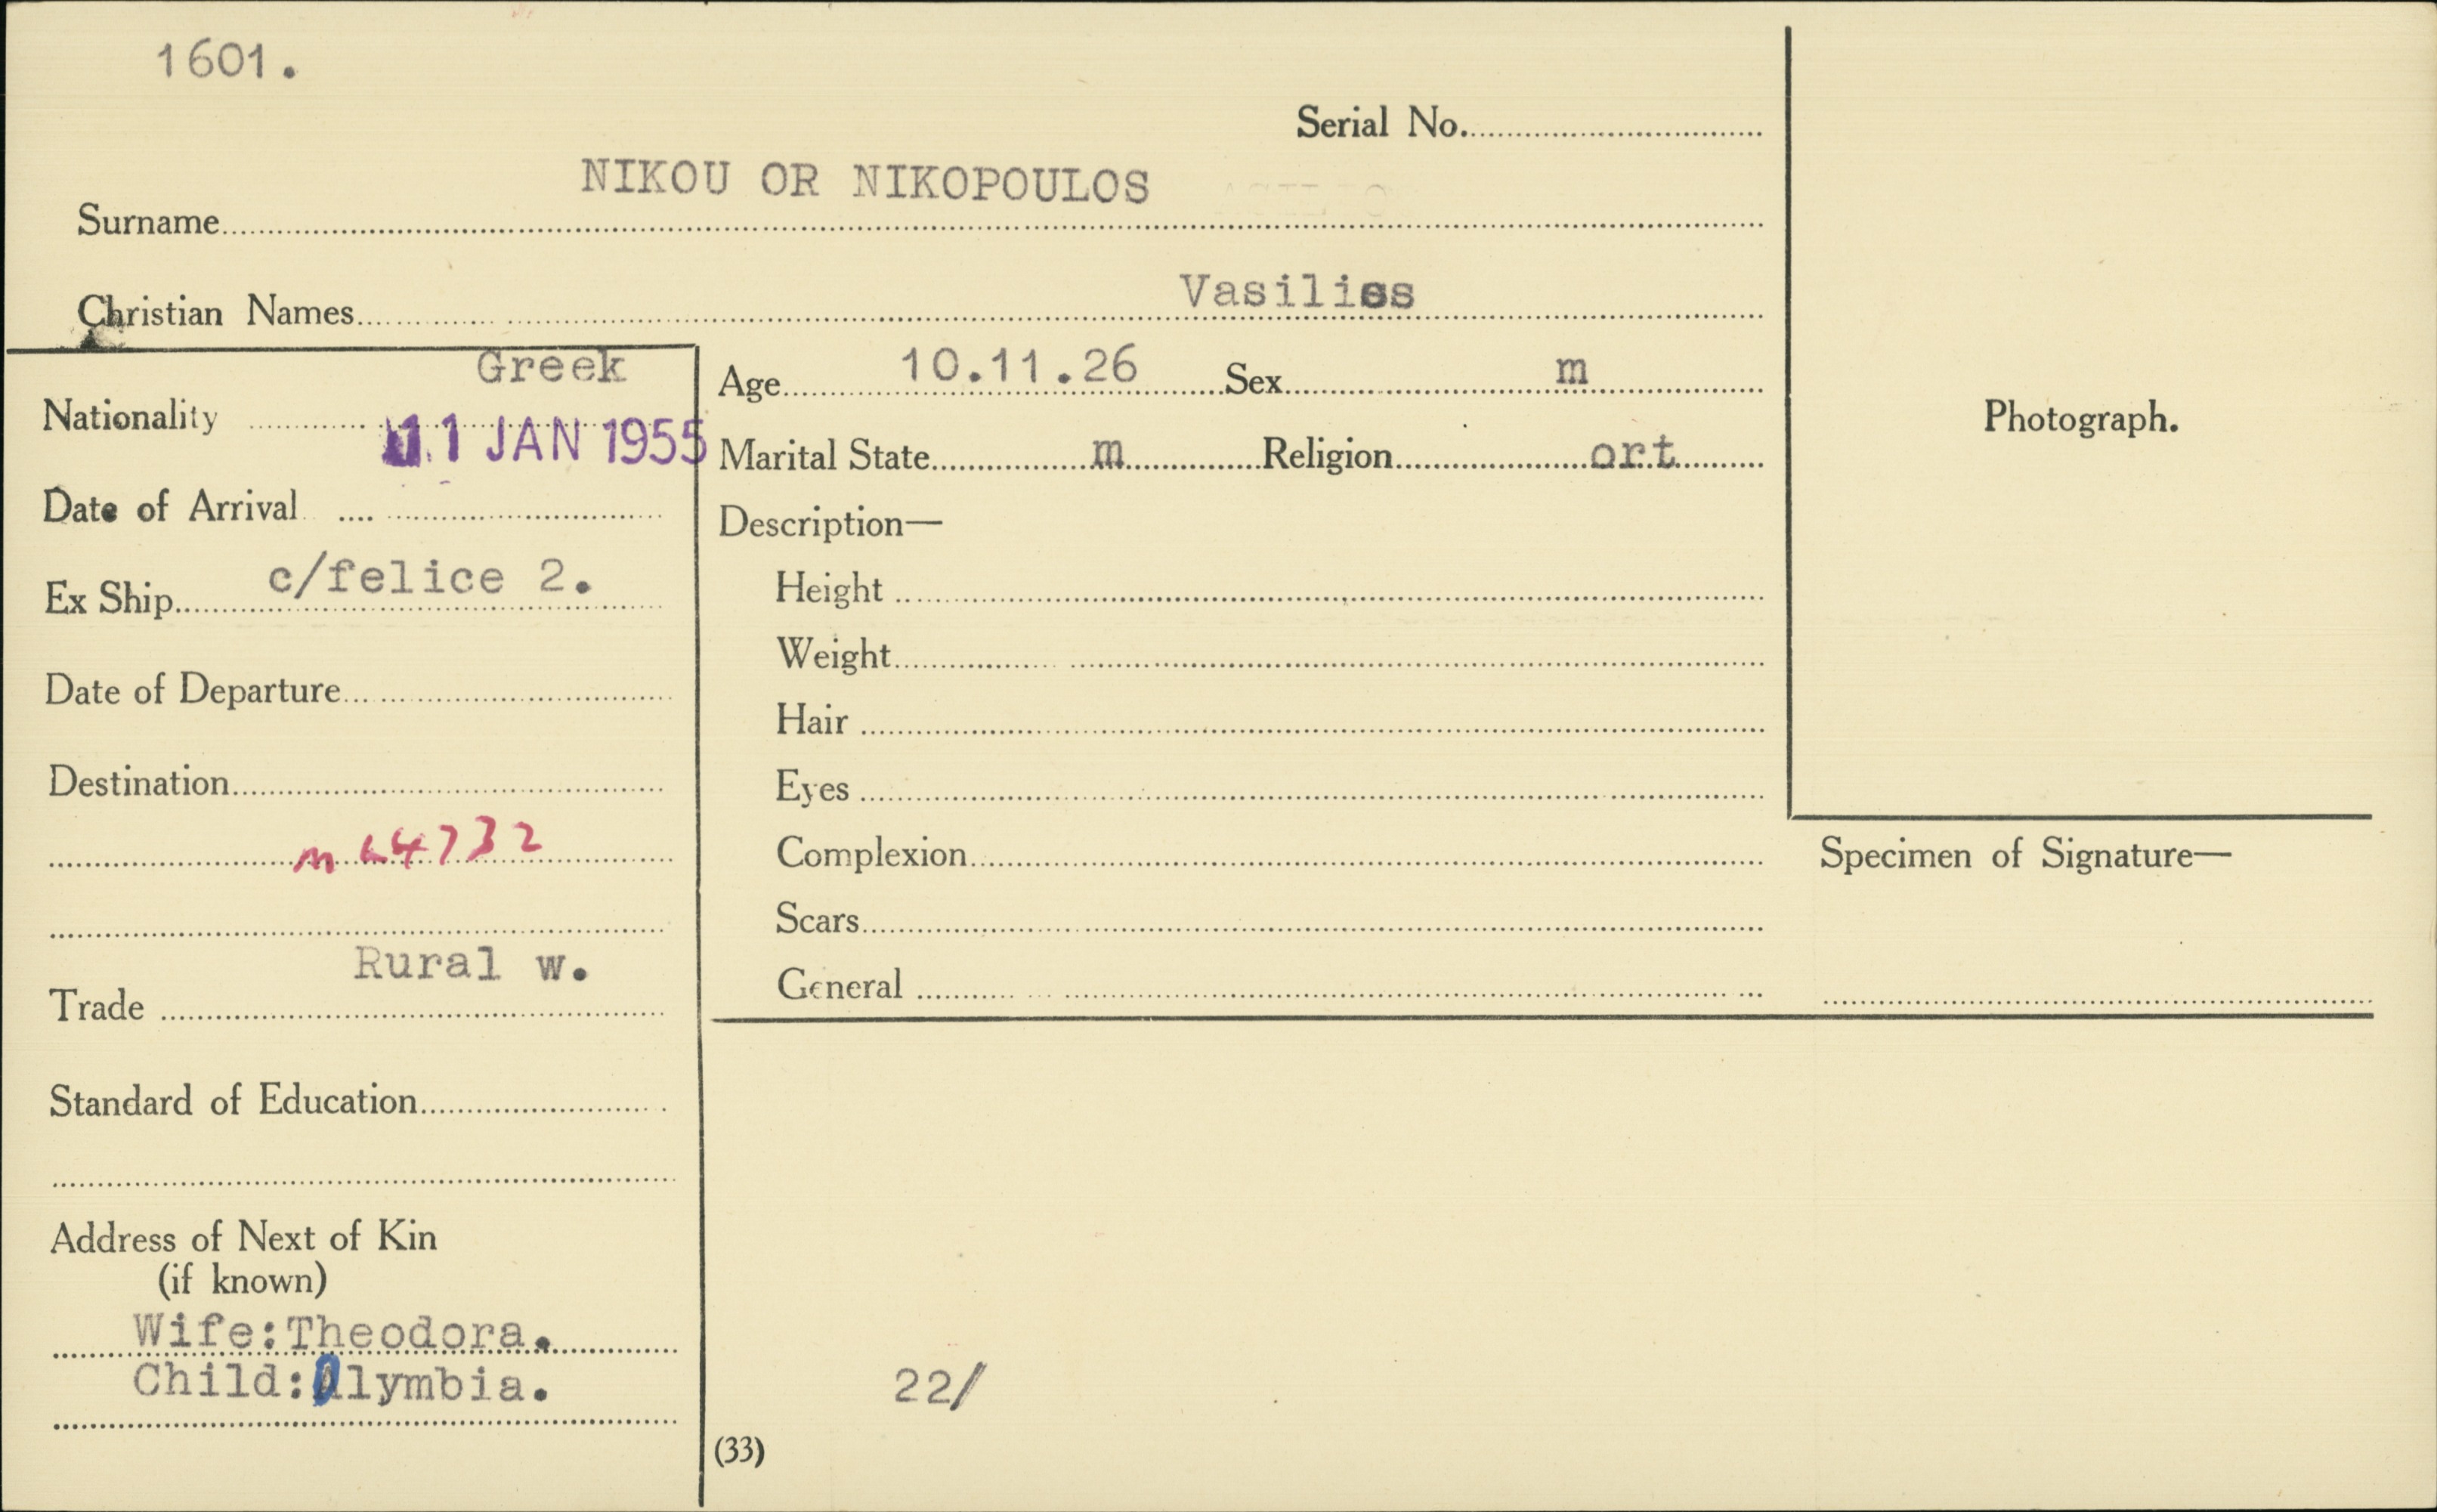 1601.
Serial No.
NIKOU OR NIKOPOULOS
Surname
Vasilios
Christian Names
Greek
Nationality
11 JAN 1955
Date of Arrival
c/felice 2.
Ex Ship
Date of Departure
Destination
Rural w.
Trade
Standard of Education
Address of Next of Kin
(if known)
Wife:Theodora.
Child:Olymbia.
Age 10.11.26 Sex m
Marital State m Religion ort
Description—
Height
Weight
Hair
Eyes
Complexion
Scars
General
22/
(33)
Photograph.
Specimen of Signature—